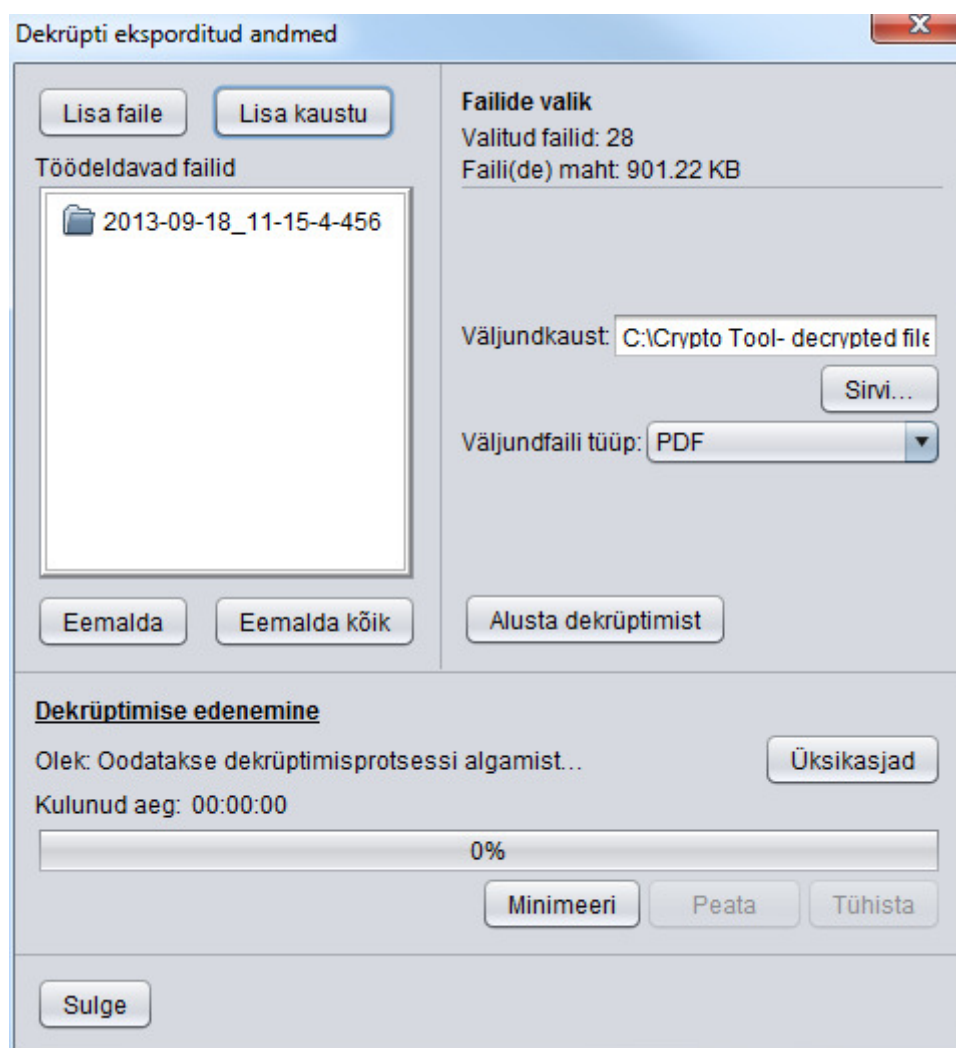 Dekrüpti eksporditud andmed
Lisa faile
Lisa kaustu
Töödeldavad failid
2013-09-18_11-15-4-456
Eemalda
Eemalda kõik
Failide valik
Valitud failid: 28
Faili(de) maht: 901.22 KB
Väljundkaust: C:\Crypto Tool- decrypted file
Sirvi...
Väljundfaili tüüp: PDF
Alusta dekrüptimist
Dekrüptimise edenemine
Olek: Oodatakse dekrüptimisprotsessi algamist...
Üksikasjad
Kulunud aeg: 00:00:00
0%
Minimeeri
Peata
Tühista
Sulge